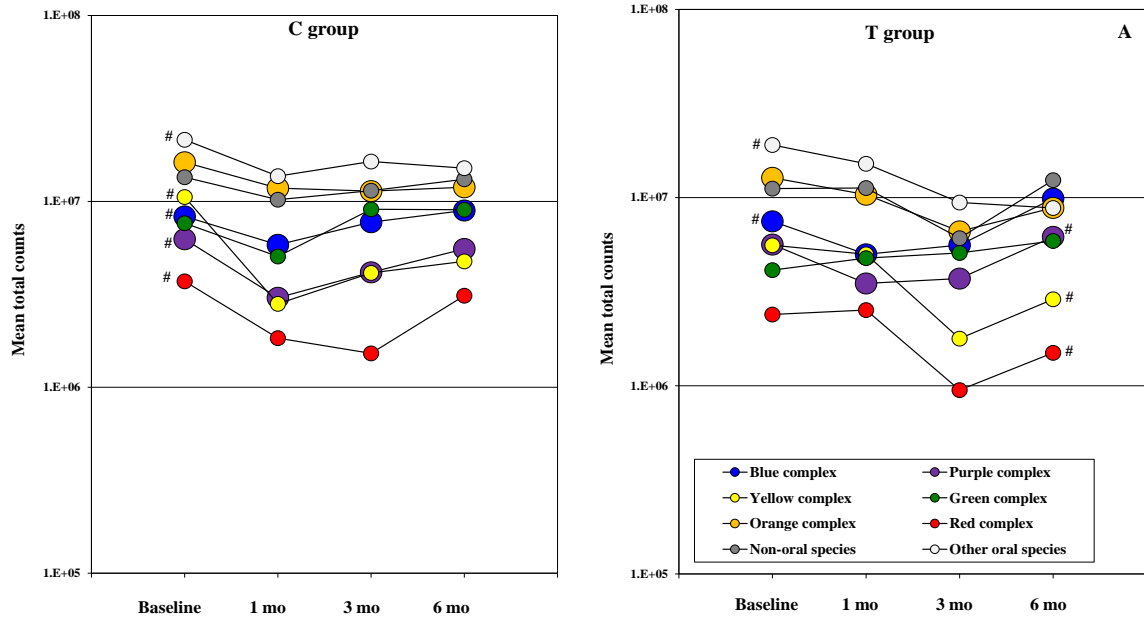 C group
1.E+08
1.E+07
1.E+06
1.E+05
Mean total counts
#
#
#
#
#
Baseline 1 mo 3 mo 6 mo
T group
A
1.E+08
1.E+07
1.E+06
1.E+05
Mean total counts
#
#
#
#
#
Blue complex Purple complex
Yellow complex Green complex
Orange complex Red complex
Non-oral species Other oral species
Baseline 1 mo 3 mo 6 mo